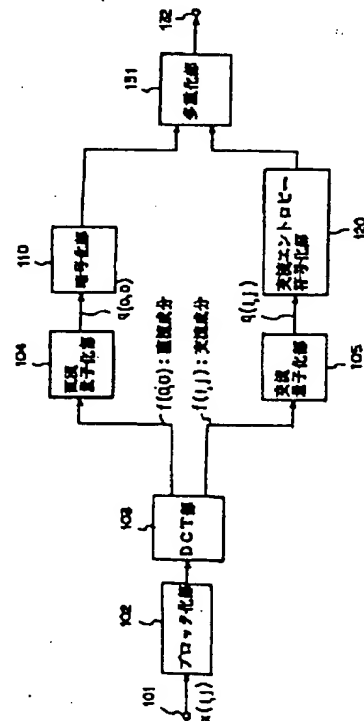 101
x(i,j)
102
ブロック化部
103
DCT部
f(0,0):直流成分
f(i,j):交流成分
104
直流
量子化部
q(0,0)
110
暗号化部
105
交流
量子化部
q(i,j)
120
交流エントロピー
符号化部
131
多重化部
132